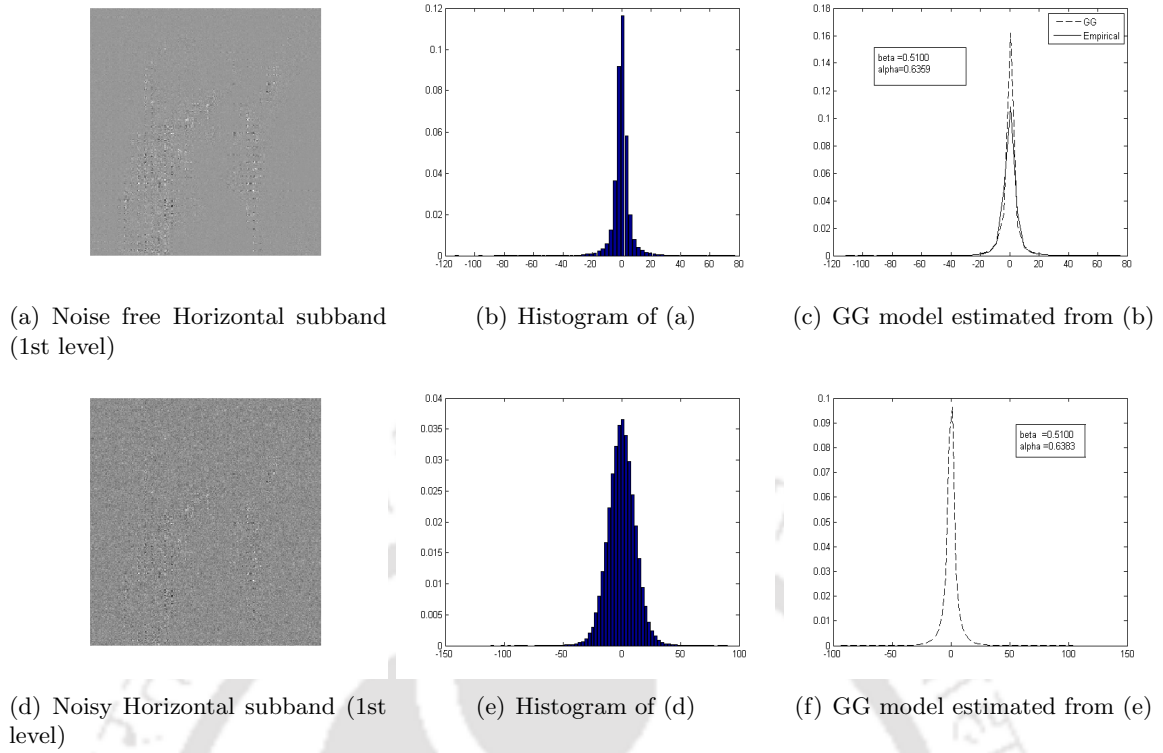 0.12
0.1
0.08
0.06
0.04
0.02
0
-120 -100 -80 -60 -40 -20 0 20 40 60 80
0.18
0.16
0.14
0.12
0.1
0.08
0.06
0.04
0.02
0
-120 -100 -80 -60 -40 -20 0 20 40 60 80
GG
Empirical
beta =0.5100
alpha=0.6359
(a) Noise free Horizontal subband
(1st level)
(b) Histogram of (a)
(c) GG model estimated from (b)
0.04
0.035
0.03
0.025
0.02
0.015
0.01
0.005
0
-150 -100 -50 0 50 100
0.1
0.09
0.08
0.07
0.06
0.05
0.04
0.03
0.02
0.01
0
-100 -50 0 50 100 150
beta =0.5100
alpha =0.6383
(d) Noisy Horizontal subband (1st
level)
(e) Histogram of (d)
(f) GG model estimated from (e)